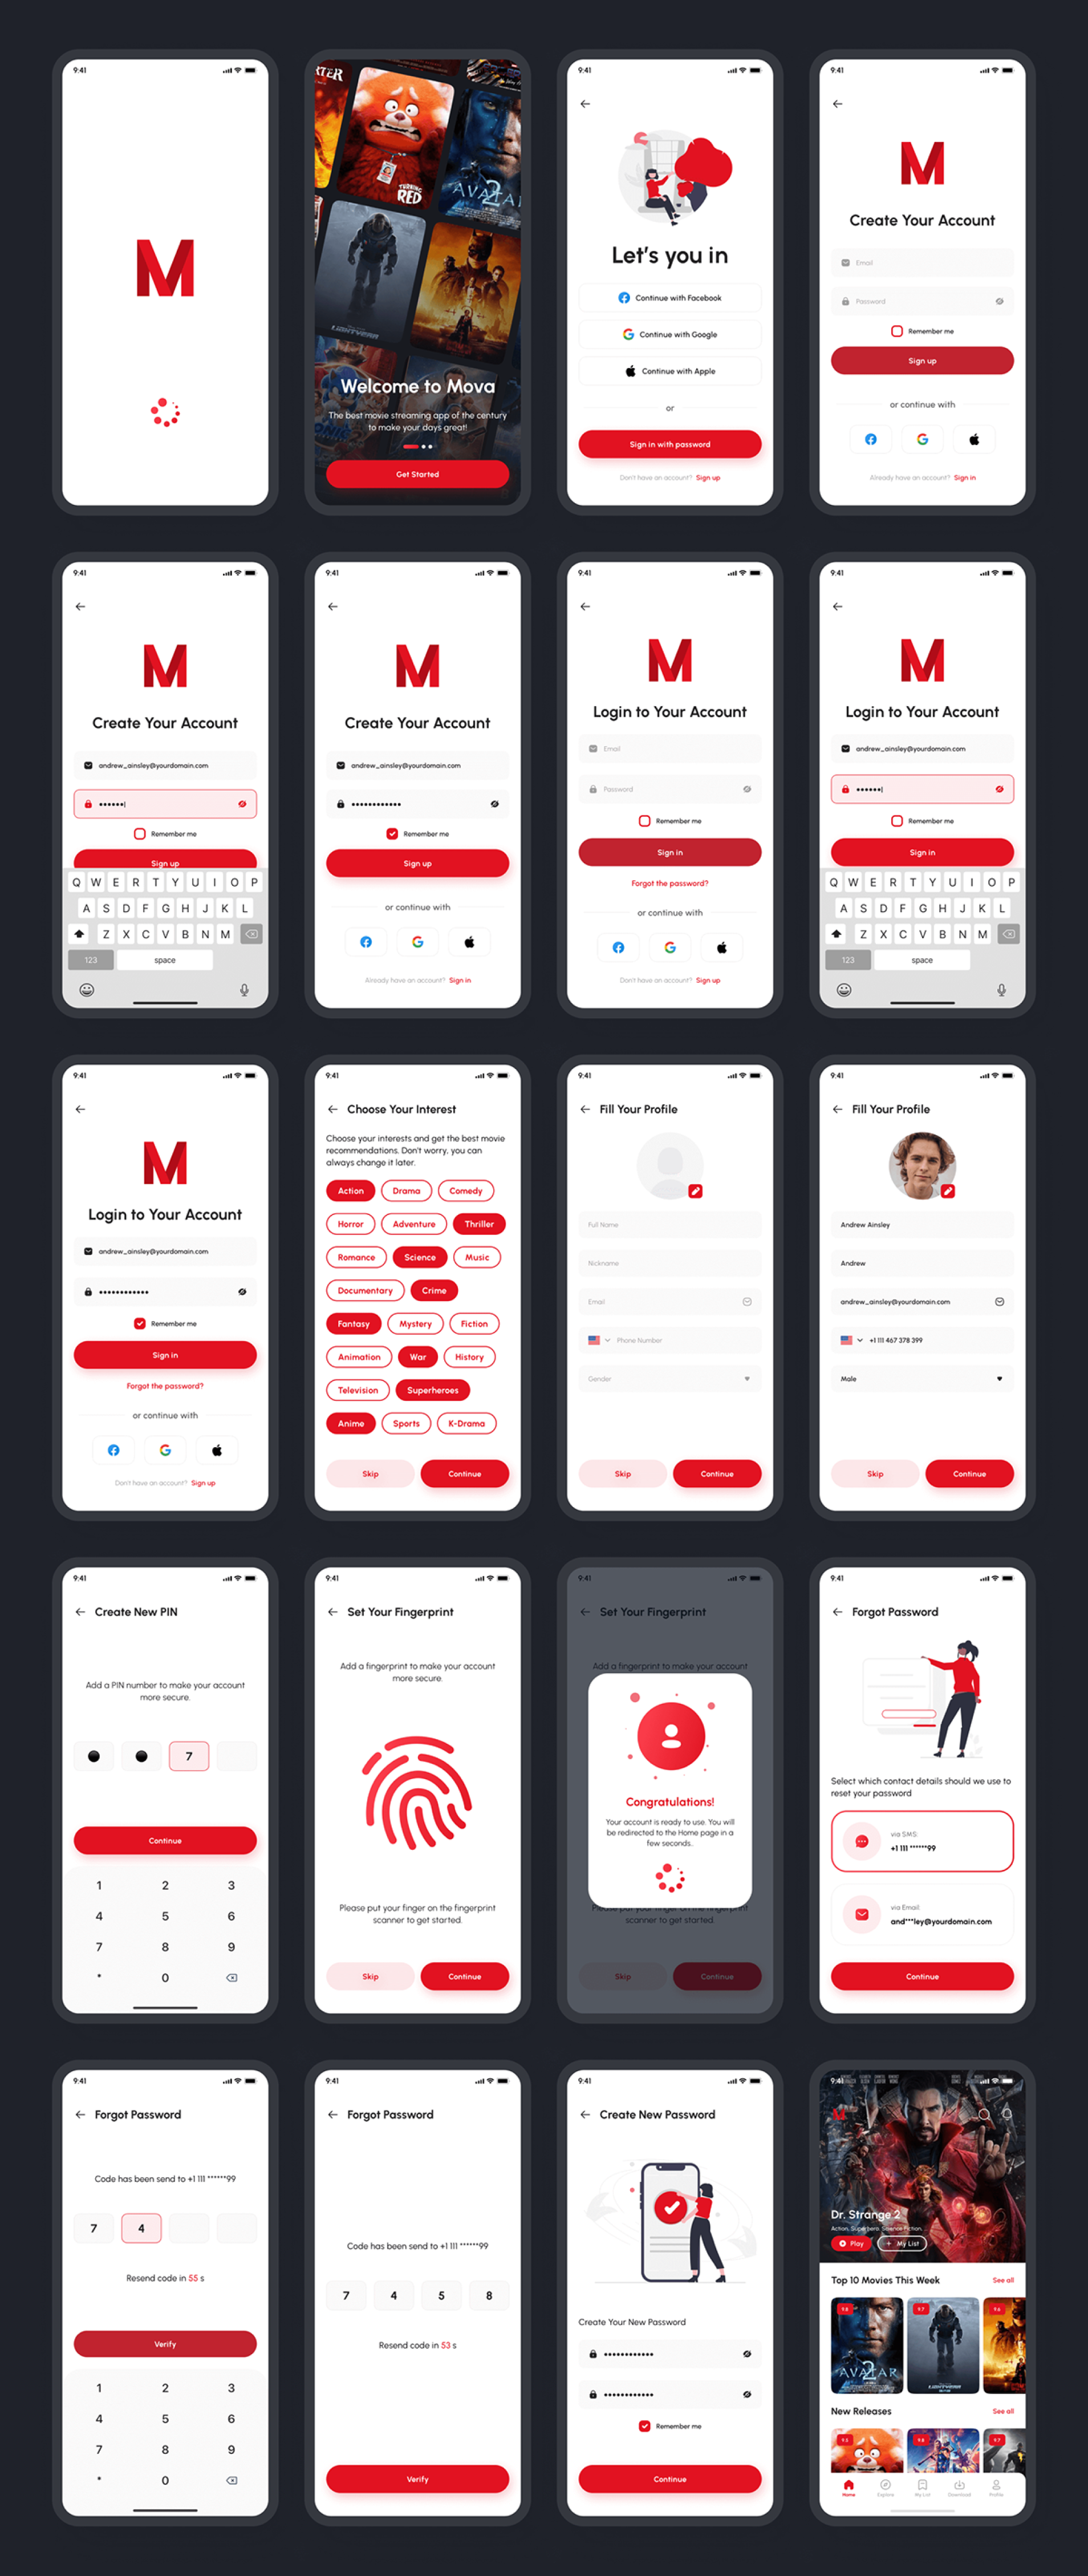 9:41
M
9:41
TURNING
RED
AVATAR
2
LIGHTYEAR
Welcome to Mova
The best movie streaming app of the century
to make your days great!
Get Started
9:41
Let's you in
Continue with Facebook
Continue with Google
Continue with Apple
or
Sign in with password
Don't have an account? Sign up
9:41
M
Create Your Account
Email
Password
Remember me
Sign up
or continue with
Already have an account? Sign in
9:41
M
Create Your Account
andrew_ainsley@yourdomain.com
••••••|
Remember me
Sign up
Q W E R T Y U I O P
A S D F G H J K L
Z X C V B N M
123 space
9:41
M
Create Your Account
andrew_ainsley@yourdomain.com
••••••••••••
Remember me
Sign up
or continue with
Already have an account? Sign in
9:41
M
Login to Your Account
Email
Password
Remember me
Sign in
Forgot the password?
or continue with
Don't have an account? Sign up
9:41
M
Login to Your Account
andrew_ainsley@yourdomain.com
••••••|
Remember me
Sign in
Q W E R T Y U I O P
A S D F G H J K L
Z X C V B N M
123 space
9:41
M
Login to Your Account
andrew_ainsley@yourdomain.com
••••••••••••
Remember me
Sign in
Forgot the password?
or continue with
Don't have an account? Sign up
9:41
Choose Your Interest
Choose your interests and get the best movie
recommendations. Don't worry, you can
always change it later.
Action Drama Comedy
Horror Adventure Thriller
Romance Science Music
Documentary Crime
Fantasy Mystery Fiction
Animation War History
Television Superheroes
Anime Sports K-Drama
Skip Continue
9:41
Fill Your Profile
Full Name
Nickname
Email
Phone Number
Gender
Skip Continue
9:41
Fill Your Profile
Andrew Ainsley
Andrew
andrew_ainsley@yourdomain.com
+1 111 467 378 399
Male
Skip Continue
9:41
Create New PIN
Add a PIN number to make your account
more secure.
7
Continue
1 2 3
4 5 6
7 8 9
* 0
9:41
Set Your Fingerprint
Add a fingerprint to make your account
more secure.
Please put your finger on the fingerprint
scanner to get started.
Skip Continue
9:41
Set Your Fingerprint
Add a fingerprint to make your account
Congratulations!
Your account is ready to use. You will
be redirected to the Home page in a
few seconds.
Please put your finger on the fingerprint
scanner to get started.
Skip Continue
9:41
Forgot Password
Select which contact details should we use to
reset your password
via SMS:
+1 111 ******99
via Email:
and***ley@yourdomain.com
Continue
9:41
Forgot Password
Code has been send to +1 111 ******99
7 4
Resend code in 55 s
Verify
1 2 3
4 5 6
7 8 9
* 0
9:41
Forgot Password
Code has been send to +1 111 ******99
7 4 5 8
Resend code in 53 s
Verify
9:41
Create New Password
Create Your New Password
••••••••••••
••••••••••••
Remember me
Continue
9:41
M
Dr. Strange 2
Action, Superhero, Science Fiction, ...
Play My List
Top 10 Movies This Week See all
9.8 9.7 9.6
AVATAR
2
LIGHTYEAR
New Releases See all
9.5 9.8 9.7
Home Explore My List Download Profile